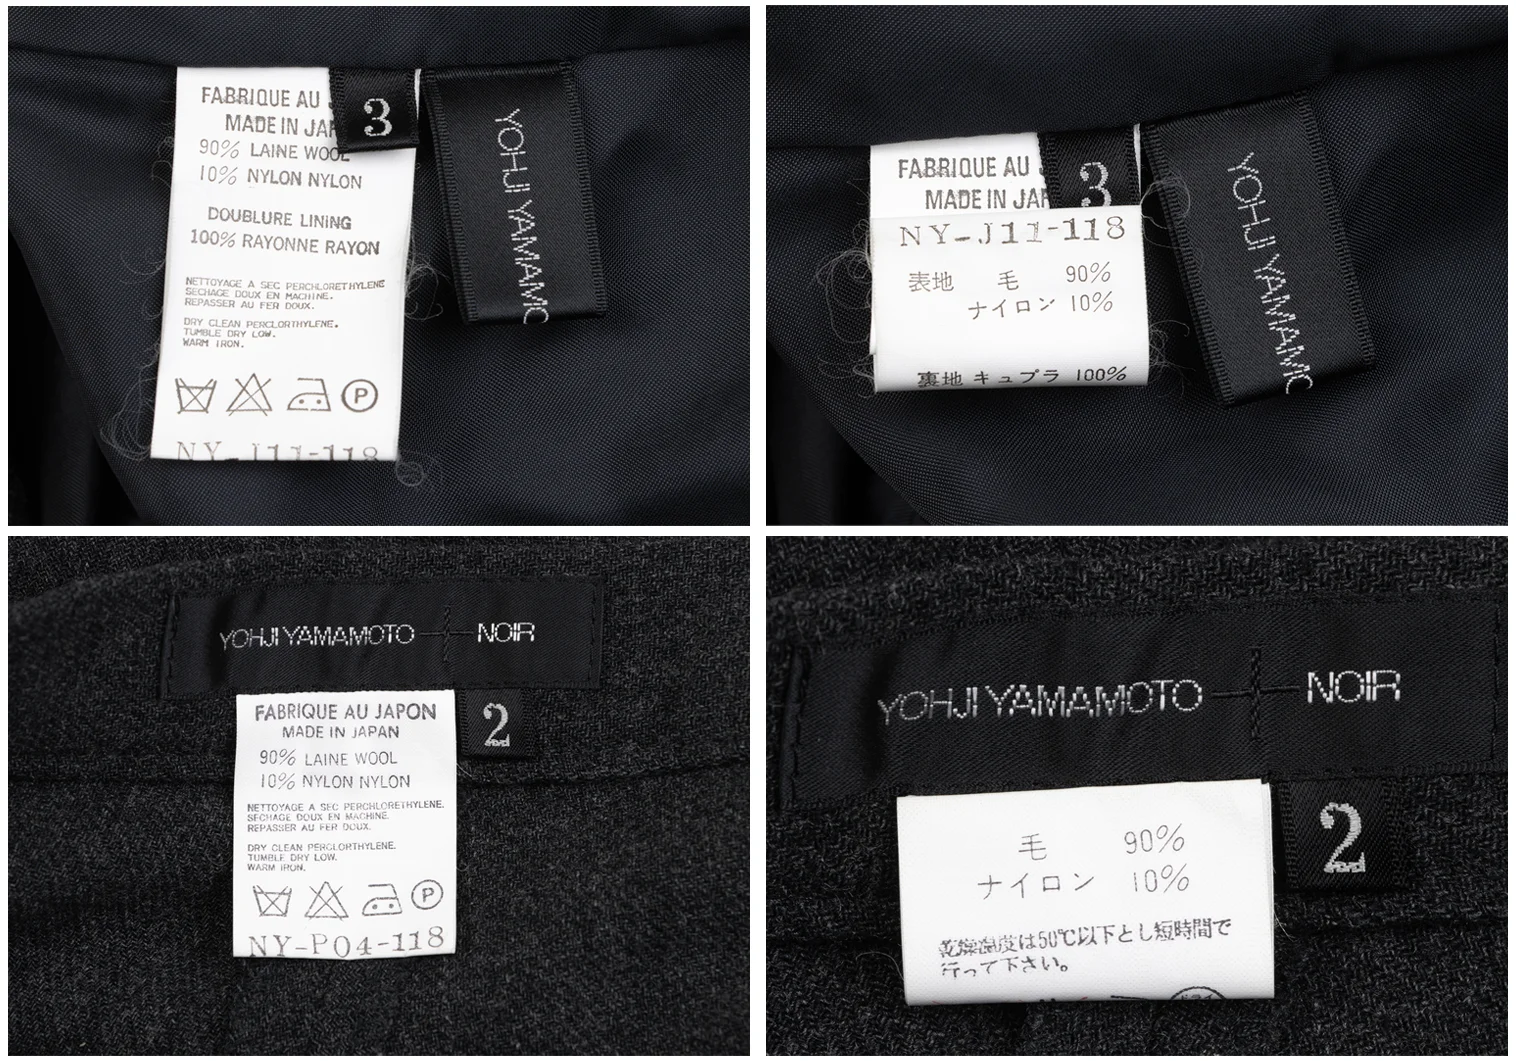 FABRIQUE AU
MADE IN JAP
90% LAINE WOOL
10% NYLON NYLON
DOUBLURE LINING
100% RAYONNE RAYON
NETTOYAGE A SEC PERCHLORETHYLENE
SECHAGE DOUX EN MACHINE.
REPASSER AU FER DOUX.
DRY CLEAN PERCLORTHYLENE.
TUMBLE DRY LOW.
WARM IRON.
P
NY-J11-118
3
YOHJI YAMAMO
FABRIQUE AU
MADE IN JAP
NY-J11-118
表地 毛 90%
ナイロン 10%
裏地 キュプラ 100%
3
YOHJI YAMAMO
YOHJI YAMAMOTO NOIR
FABRIQUE AU JAPON
MADE IN JAPAN
90% LAINE WOOL
10% NYLON NYLON
NETTOYAGE A SEC PERCHLORETHYLENE.
SECHAGE DOUX EN MACHINE.
REPASSER AU FER DOUX.
DRY CLEAN PERCLORTHYLENE.
TUMBLE DRY LOW.
WARM IRON.
P
NY-P04-118
2
YOHJI YAMAMOTO NOIR
毛 90%
ナイロン 10%
乾燥温度は50℃以下とし短時間で
行って下さい。
ドライ
2